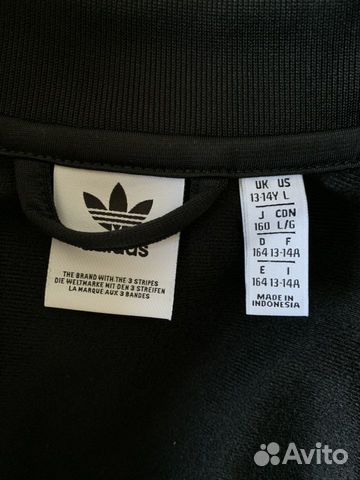 adidas
THE BRAND WITH THE 3 STRIPES
DIE WELTMARKE MIT DEN 3 STREIFEN
LA MARQUE AUX 3 BANDES
UK US
13-14Y L
J CDN
160 L/G
D F
164 13-14A
E I
164 13-14A
MADE IN
INDONESIA
Avito